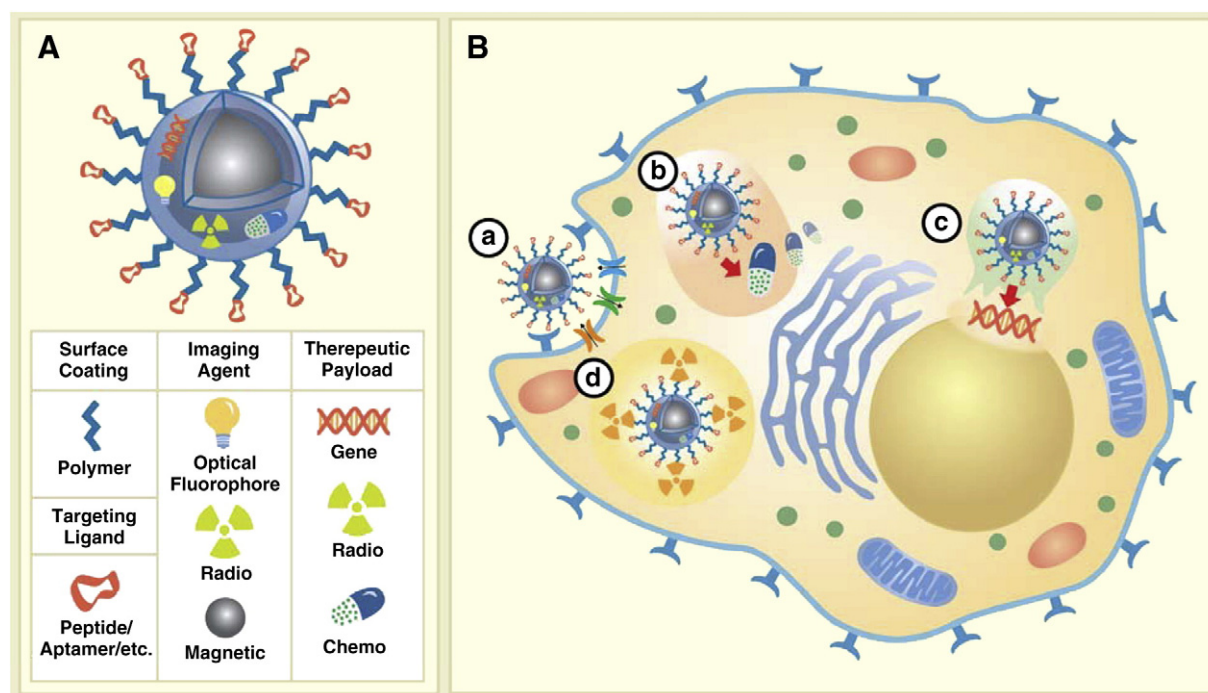 A
Surface
Coating
Imaging
Agent
Therepeutic
Payload
Polymer
Optical
Fluorophore
Gene
Targeting
Ligand
Radio
Radio
Peptide/
Aptamer/etc.
Magnetic
Chemo
B
a
b
c
d